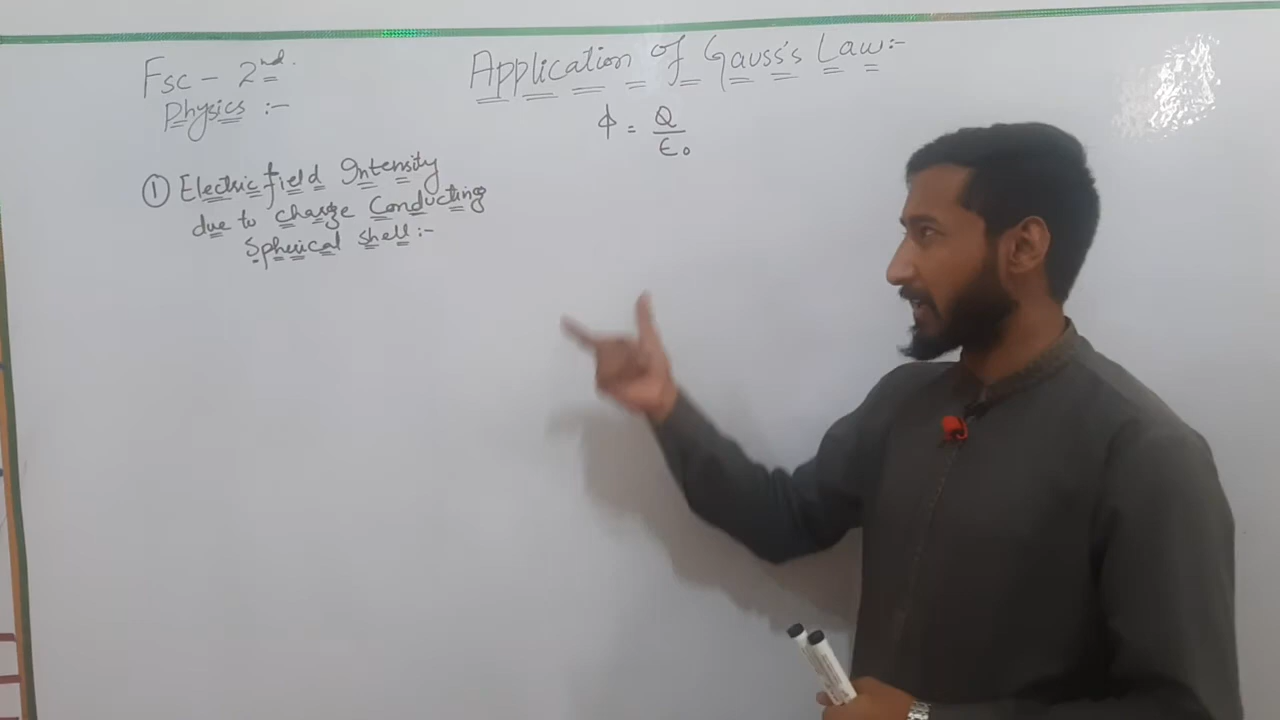 Fsc - 2nd.
Physics :-
Application of Gauss's Law:-
Φ = Q/ε₀
① Electric field Intensity
due to charge Conducting
Spherical shell:-